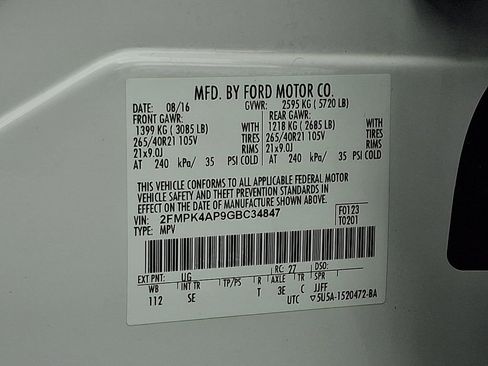 MFD. BY FORD MOTOR CO.
DATE: 08/16 GVWR: 2595 KG ( 5720 LB)
FRONT GAWR: REAR GAWR:
1399 KG ( 3085 LB) WITH 1218 KG ( 2685 LB) WITH
265/40R21 105V TIRES 265/40R21 105V TIRES
21x9.0J RIMS 21x9.0J RIMS
AT 240 kPa/ 35 PSI COLD AT 240 kPa/ 35 PSI COLD
THIS VEHICLE CONFORMS TO ALL APPLICABLE FEDERAL MOTOR
VEHICLE SAFETY AND THEFT PREVENTION STANDARDS IN
EFFECT ON THE DATE OF MANUFACTURE SHOWN ABOVE.
VIN: 2FMPK4AP9GBC34847 F0123
TYPE: MPV T0201
EXT PNT: UG RC: 27 DSO:
WB INT TR TP/PS R AXLE TR SPR
112 SE T 3E C JJFF
UTC ▽5U5A-1520472-BA